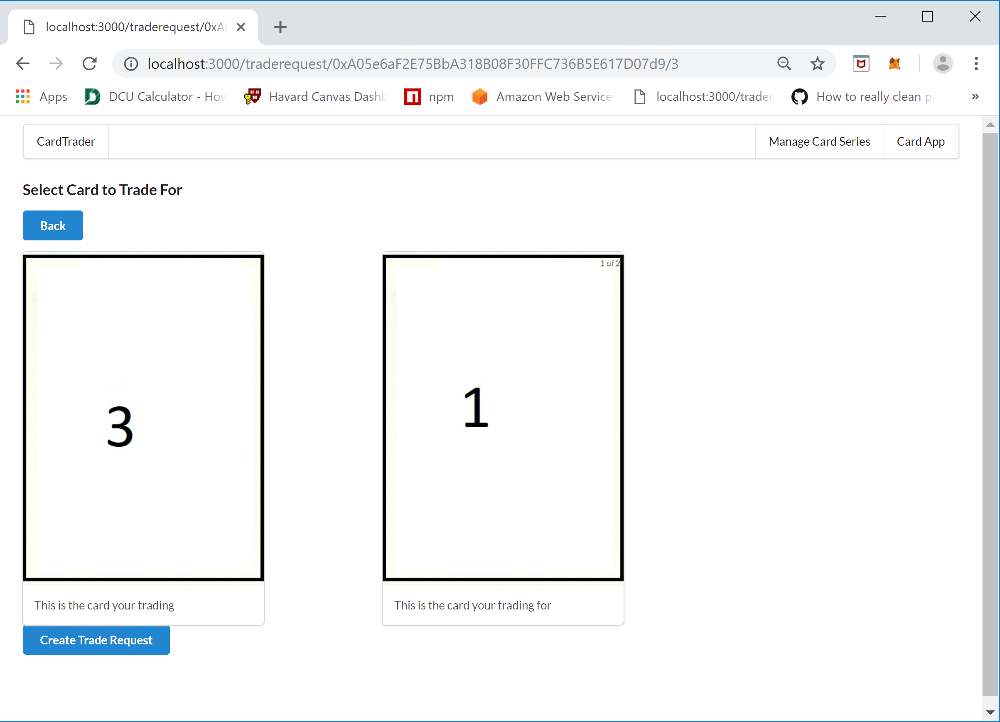 localhost:3000/traderequest/0xA
localhost:3000/traderequest/0xA05e6aF2E75BbA318B08F30FFC736B5E617D07d9/3
Apps DCU Calculator - How Havard Canvas Dashb npm Amazon Web Services localhost:3000/trader How to really clean p »
CardTrader Manage Card Series Card App
Select Card to Trade For
Back
1 of 2
3 1
This is the card your trading This is the card your trading for
Create Trade Request